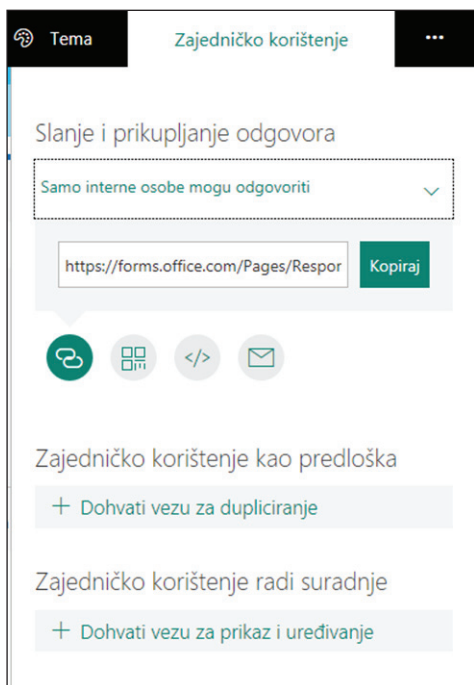 Tema
Zajedničko korištenje
...
Slanje i prikupljanje odgovora
Samo interne osobe mogu odgovoriti
https://forms.office.com/Pages/Respor
Kopiraj
</>
Zajedničko korištenje kao predloška
+ Dohvati vezu za dupliciranje
Zajedničko korištenje radi suradnje
+ Dohvati vezu za prikaz i uređivanje